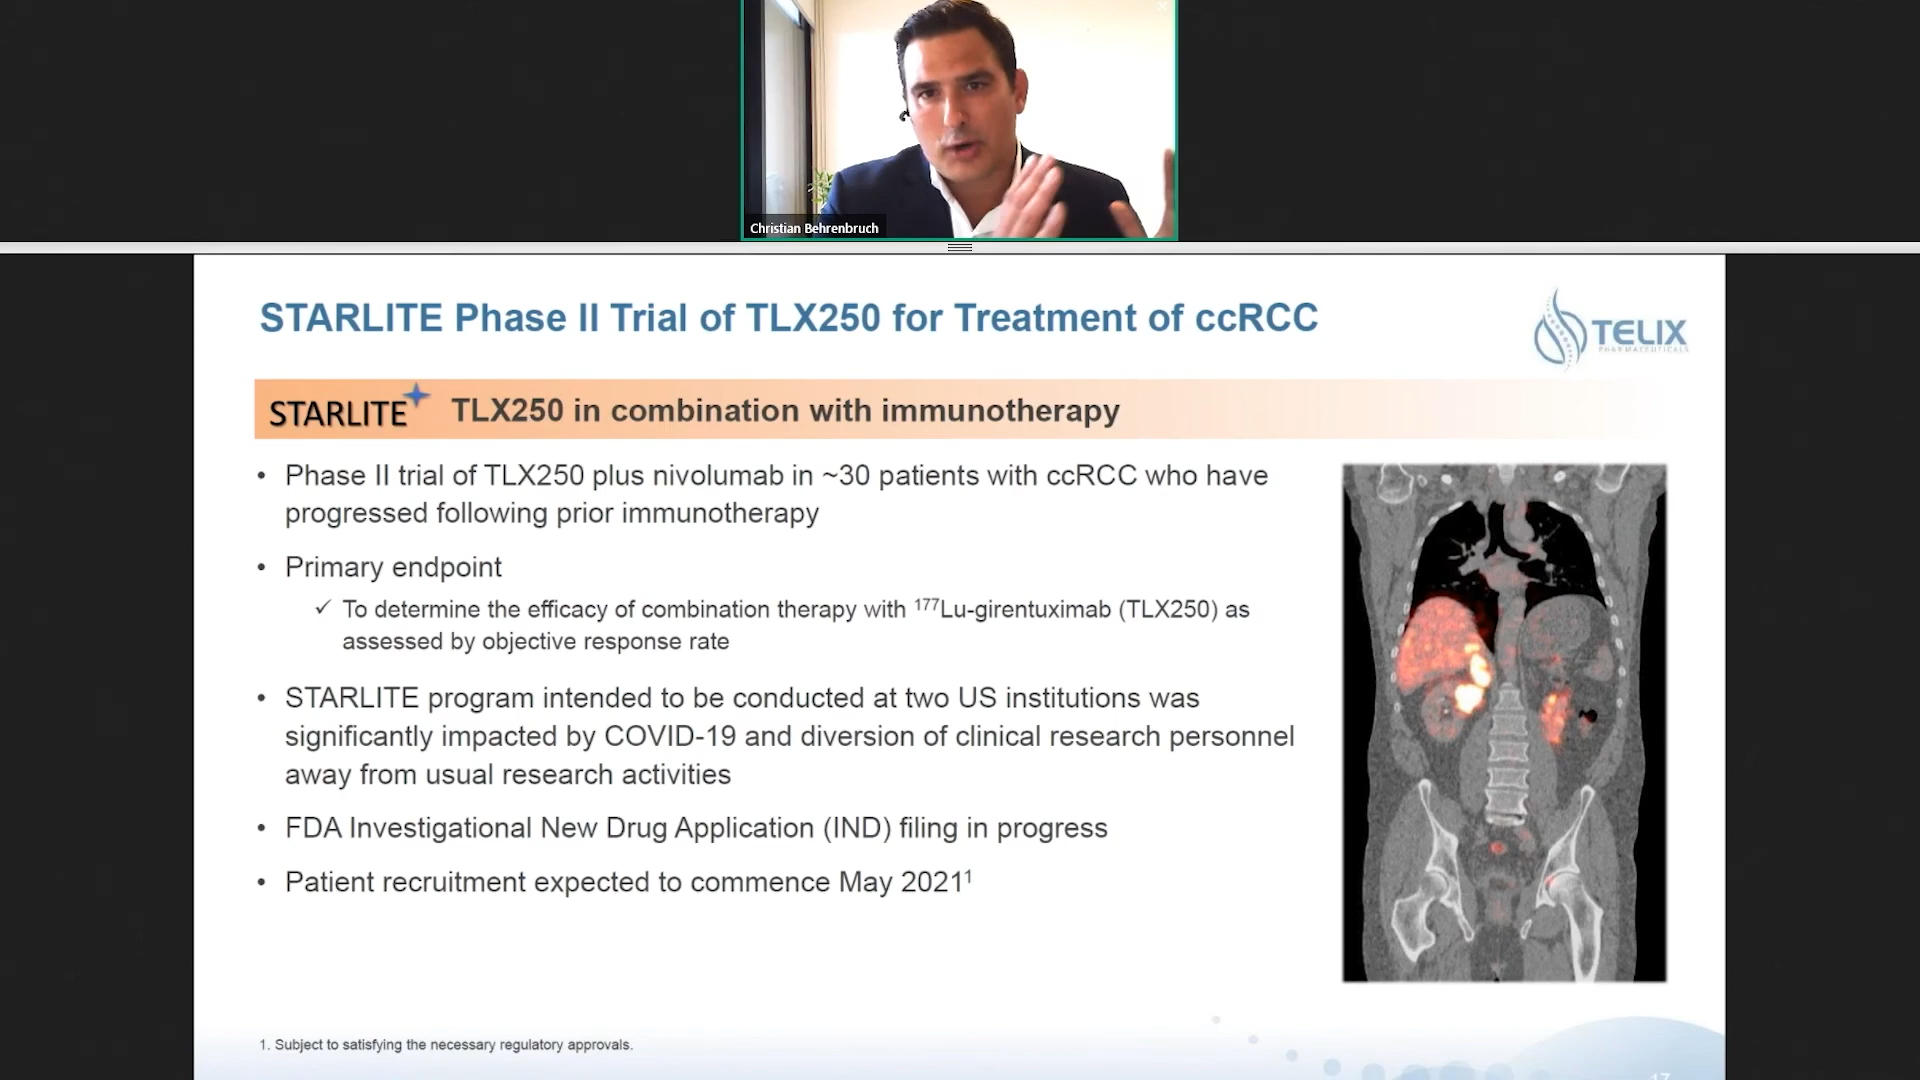 Christian Behrenbruch
STARLITE Phase II Trial of TLX250 for Treatment of ccRCC
TELIX
PHARMACEUTICALS
STARLITE TLX250 in combination with immunotherapy
• Phase II trial of TLX250 plus nivolumab in ~30 patients with ccRCC who have
progressed following prior immunotherapy
• Primary endpoint
✓ To determine the efficacy of combination therapy with ¹⁷⁷Lu-girentuximab (TLX250) as
assessed by objective response rate
• STARLITE program intended to be conducted at two US institutions was
significantly impacted by COVID-19 and diversion of clinical research personnel
away from usual research activities
• FDA Investigational New Drug Application (IND) filing in progress
• Patient recruitment expected to commence May 2021¹
1. Subject to satisfying the necessary regulatory approvals.
17